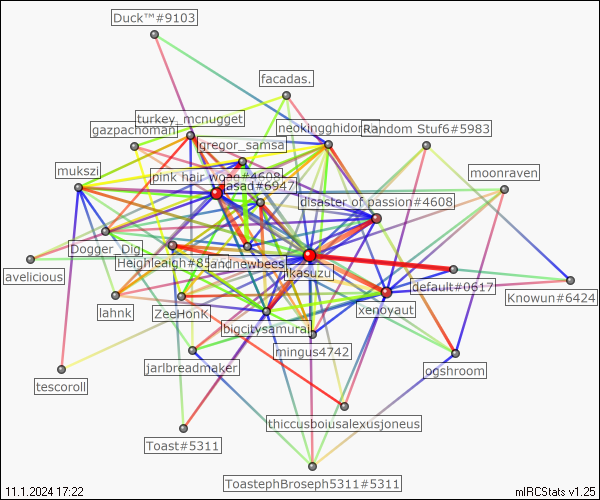 Duck™#9103
facadas.
turkey_mcnugget
gazpachoman
neokingghidora
Random Stuf6#5983
gregor_samsa
mukszi
pink hair wgae#4608
asad#6947
moonraven
disaster of passion#4608
Dogger_Dig
Heighleaigh#85
andnewbees
kasuzu
avelicious
default#0617
Knowun#6424
lahnk
ZeeHonK
xenoyaut
bigcitysamurai
mingus4742
jarlbreadmaker
ogshroom
tescoroll
thiccusboiusalexusjoneus
Toast#5311
ToastephBroseph5311#5311
11.1.2024 17:22
mIRCStats v1.25